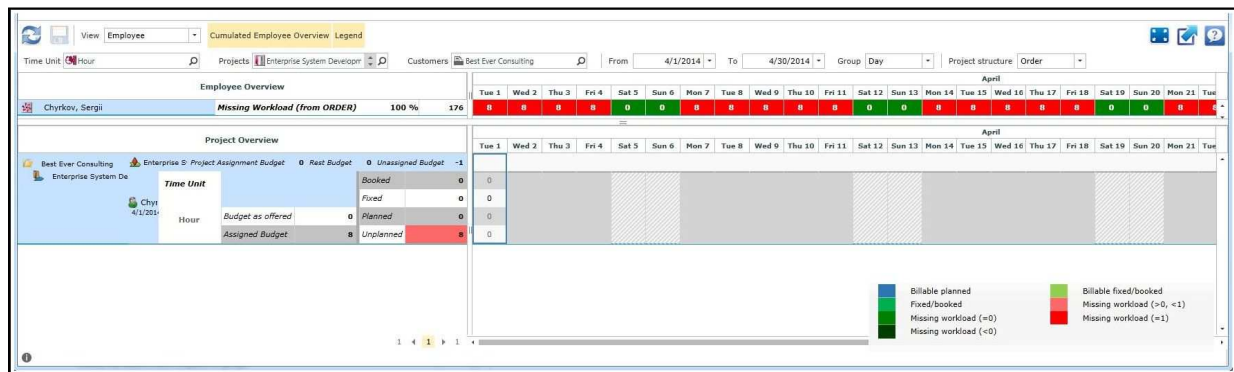 View Employee Cumulated Employee Overview Legend
Time Unit Hour Projects Enterprise System Developm Customers Best Ever Consulting From 4/1/2014 To 4/30/2014 Group Day Project structure Order
Employee Overview April
Tue 1 Wed 2 Thu 3 Fri 4 Sat 5 Sun 6 Mon 7 Tue 8 Wed 9 Thu 10 Fri 11 Sat 12 Sun 13 Mon 14 Tue 15 Wed 16 Thu 17 Fri 18 Sat 19 Sun 20 Mon 21 Tue
Chyrkov, Sergii Missing Workload (from ORDER) 100 % 176 8 8 8 8 0 0 8 8 8 8 8 0 0 8 8 8 8 8 0 0 8 8
Project Overview April
Tue 1 Wed 2 Thu 3 Fri 4 Sat 5 Sun 6 Mon 7 Tue 8 Wed 9 Thu 10 Fri 11 Sat 12 Sun 13 Mon 14 Tue 15 Wed 16 Thu 17 Fri 18 Sat 19 Sun 20 Mon 21 Tue
Best Ever Consulting Enterprise S Project Assignment Budget 0 Rest Budget 0 Unassigned Budget -1
Enterprise System De Time Unit Booked 0 0
Chyr Fixed 0 0
4/1/2014 Hour Budget as offered 0 Planned 0 0
Assigned Budget 8 Unplanned 8 0
Billable planned Billable fixed/booked
Fixed/booked Missing workload (>0, <1)
Missing workload (=0) Missing workload (=1)
Missing workload (<0)
1 1 1